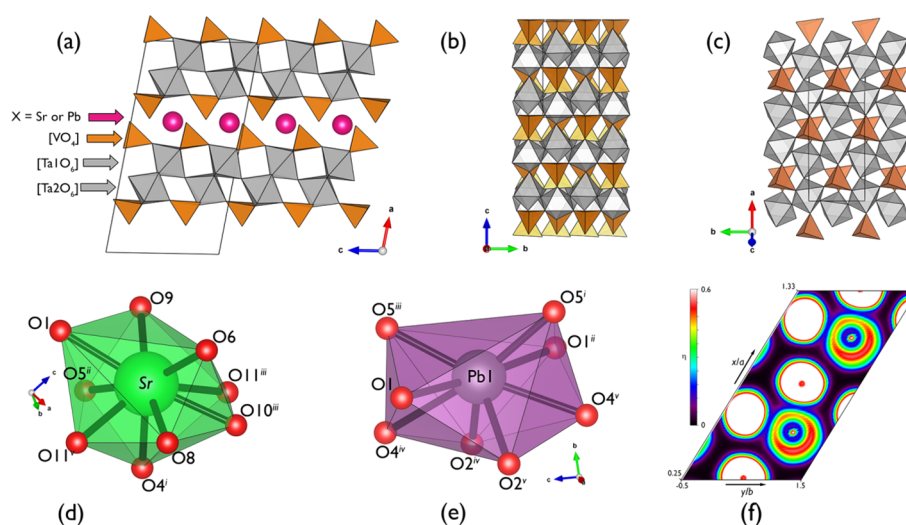 (a)
(b)
(c)
X = Sr or Pb
[VO4]
[Ta1O6]
[Ta2O6]
a
c
c
b
a
b
c
O9
O1
O6
Sr
O5ii
O11iii
O10iii
O11i
O8
O4i
c
b
a
(d)
O5iii
O5i
O1ii
Pb1
O1
O4v
O4iv
O2iv
O2v
b
c
(e)
0.6
η
0
1.33
x/a
0.25
-0.5
y/b
1.5
(f)